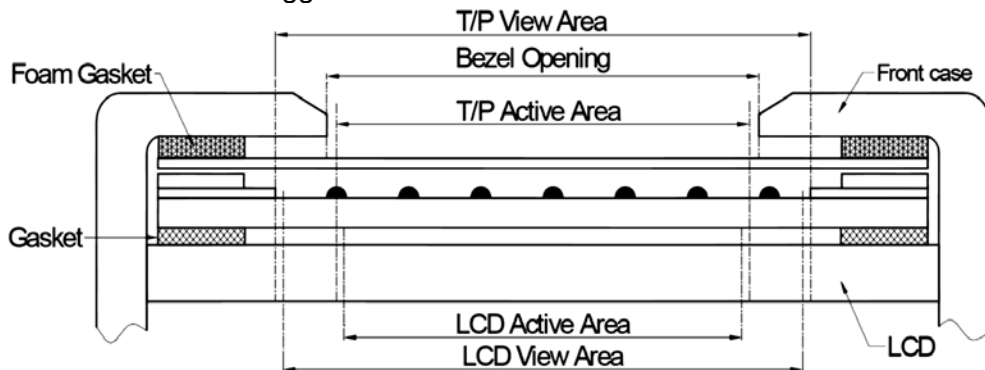 T/P View Area
Bezel Opening
Foam Gasket
Front case
T/P Active Area
Gasket
LCD Active Area
LCD
LCD View Area